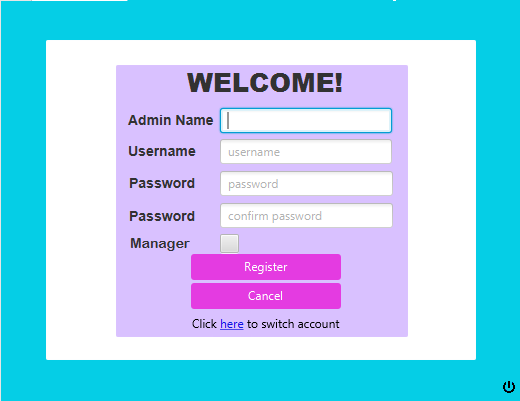 WELCOME!
Admin Name
Username username
Password password
Password confirm password
Manager
Register
Cancel
Click here to switch account